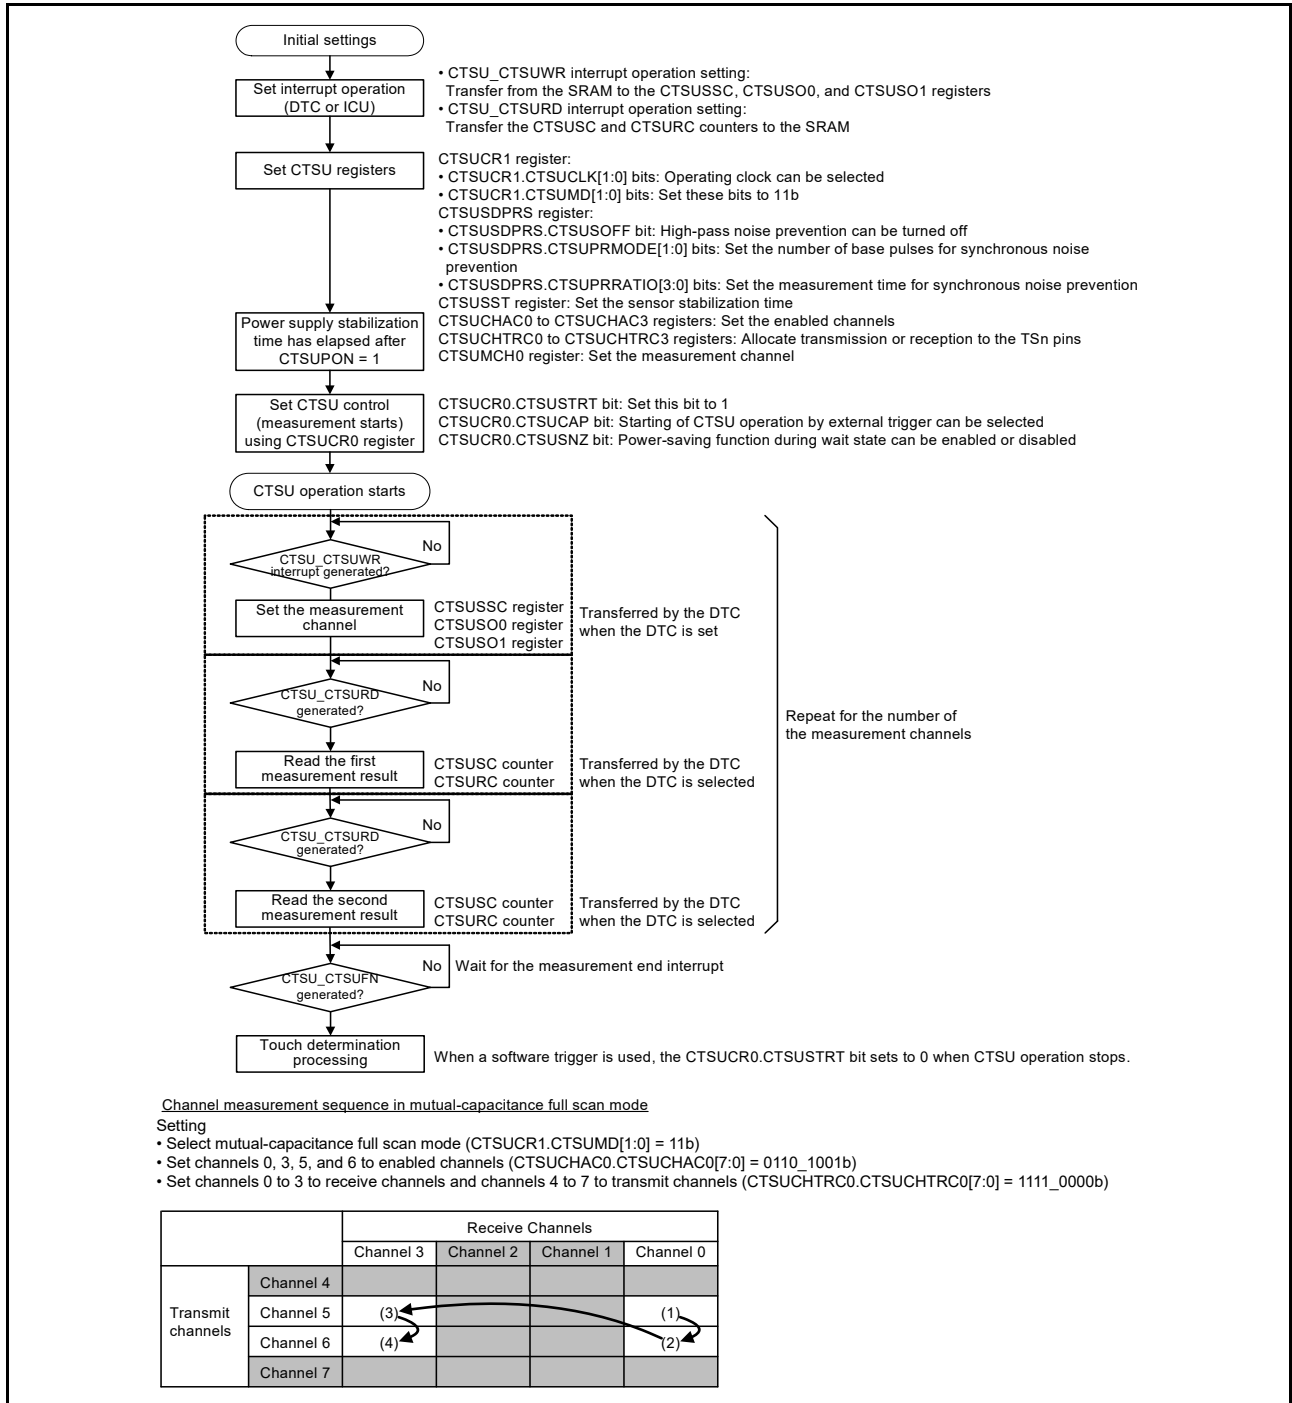 Initial settings
Set interrupt operation
(DTC or ICU)
• CTSU_CTSUWR interrupt operation setting:
Transfer from the SRAM to the CTSUSSC, CTSUSO0, and CTSUSO1 registers
• CTSU_CTSURD interrupt operation setting:
Transfer the CTSUSC and CTSURC counters to the SRAM
Set CTSU registers
CTSUCR1 register:
• CTSUCR1.CTSUCLK[1:0] bits: Operating clock can be selected
• CTSUCR1.CTSUMD[1:0] bits: Set these bits to 11b
CTSUSDPRS register:
• CTSUSDPRS.CTSUSOFF bit: High-pass noise prevention can be turned off
• CTSUSDPRS.CTSUPRMODE[1:0] bits: Set the number of base pulses for synchronous noise
prevention
• CTSUSDPRS.CTSUPRRATIO[3:0] bits: Set the measurement time for synchronous noise prevention
CTSUSST register: Set the sensor stabilization time
CTSUCHAC0 to CTSUCHAC3 registers: Set the enabled channels
CTSUCHTRC0 to CTSUCHTRC3 registers: Allocate transmission or reception to the TSn pins
CTSUMCH0 register: Set the measurement channel
Power supply stabilization
time has elapsed after
CTSUPON = 1
Set CTSU control
(measurement starts)
using CTSUCR0 register
CTSUCR0.CTSUSTRT bit: Set this bit to 1
CTSUCR0.CTSUCAP bit: Starting of CTSU operation by external trigger can be selected
CTSUCR0.CTSUSNZ bit: Power-saving function during wait state can be enabled or disabled
CTSU operation starts
No
CTSU_CTSUWR
interrupt generated?
Set the measurement
channel
CTSUSSC register
CTSUSO0 register
CTSUSO1 register
Transferred by the DTC
when the DTC is set
No
CTSU_CTSURD
generated?
Repeat for the number of
the measurement channels
Read the first
measurement result
CTSUSC counter
CTSURC counter
Transferred by the DTC
when the DTC is selected
No
CTSU_CTSURD
generated?
Read the second
measurement result
CTSUSC counter
CTSURC counter
Transferred by the DTC
when the DTC is selected
No
Wait for the measurement end interrupt
CTSU_CTSUFN
generated?
Touch determination
processing
When a software trigger is used, the CTSUCR0.CTSUSTRT bit sets to 0 when CTSU operation stops.
Channel measurement sequence in mutual-capacitance full scan mode
Setting
• Select mutual-capacitance full scan mode (CTSUCR1.CTSUMD[1:0] = 11b)
• Set channels 0, 3, 5, and 6 to enabled channels (CTSUCHAC0.CTSUCHAC0[7:0] = 0110_1001b)
• Set channels 0 to 3 to receive channels and channels 4 to 7 to transmit channels (CTSUCHTRC0.CTSUCHTRC0[7:0] = 1111_0000b)
Receive Channels
Channel 3 Channel 2 Channel 1 Channel 0
Transmit
channels
Channel 4
Channel 5 (3) (1)
Channel 6 (4) (2)
Channel 7